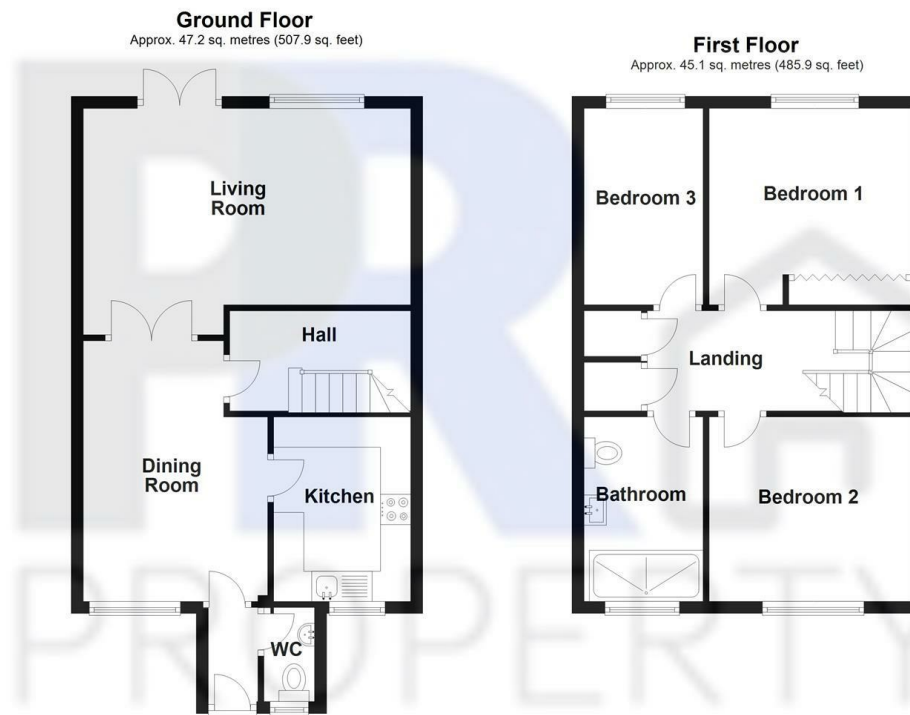 Ground Floor
Approx. 47.2 sq. metres (507.9 sq. feet)
Living
Room
Hall
Dining
Room
Kitchen
WC
First Floor
Approx. 45.1 sq. metres (485.9 sq. feet)
Bedroom 3
Bedroom 1
Landing
Bathroom
Bedroom 2
PR
PROPERTY